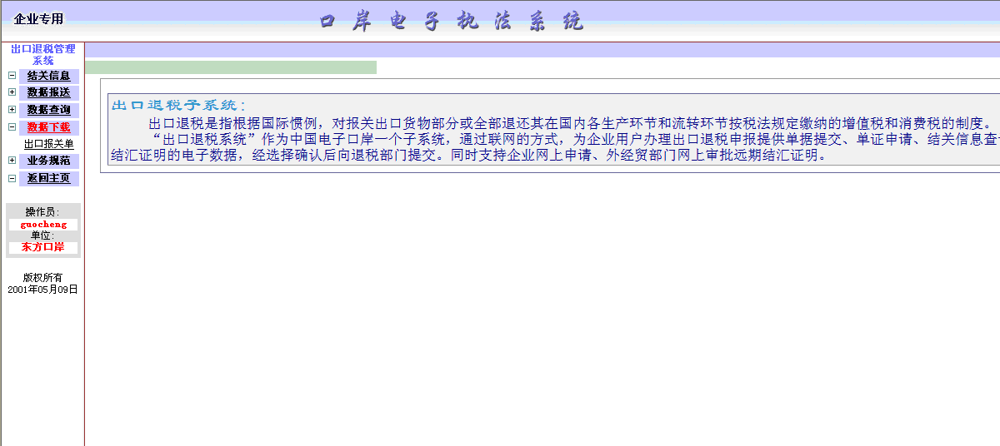 企业专用
口岸电子执法系统
出口退税管理
系统
结关信息
数据报送
数据查询
数据下载
出口报关单
业务规范
返回主页
操作员:
guocheng
单位:
东方口岸
版权所有
2001年05月09日
出口退税子系统:
出口退税是指根据国际惯例，对报关出口货物部分或全部退还其在国内各生产环节和流转环节按税法规定缴纳的增值税和消费税的制度。
“出口退税系统”作为中国电子口岸一个子系统，通过联网的方式，为企业用户办理出口退税申报提供单据提交、单证申请、结关信息查
结汇证明的电子数据，经选择确认后向退税部门提交。同时支持企业网上申请、外经贸部门网上审批远期结汇证明。